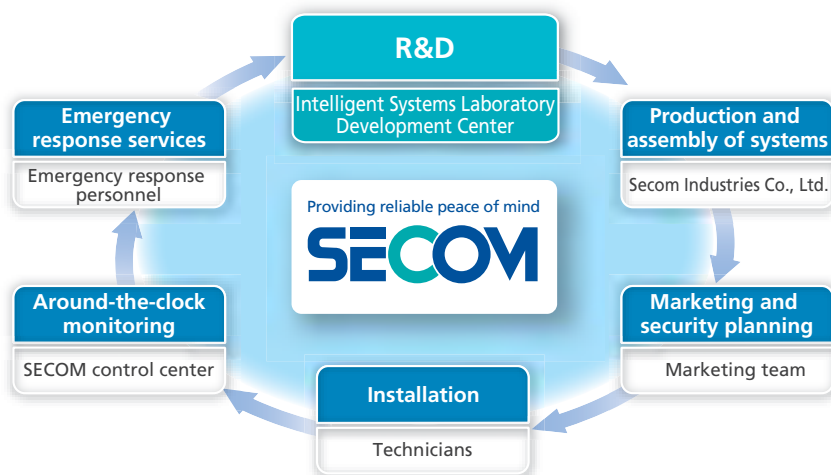 R&D
Intelligent Systems Laboratory
Development Center
Production and
assembly of systems
Secom Industries Co., Ltd.
Marketing and
security planning
Marketing team
Installation
Technicians
Around-the-clock
monitoring
SECOM control center
Emergency
response services
Emergency response
personnel
Providing reliable peace of mind
SECOM